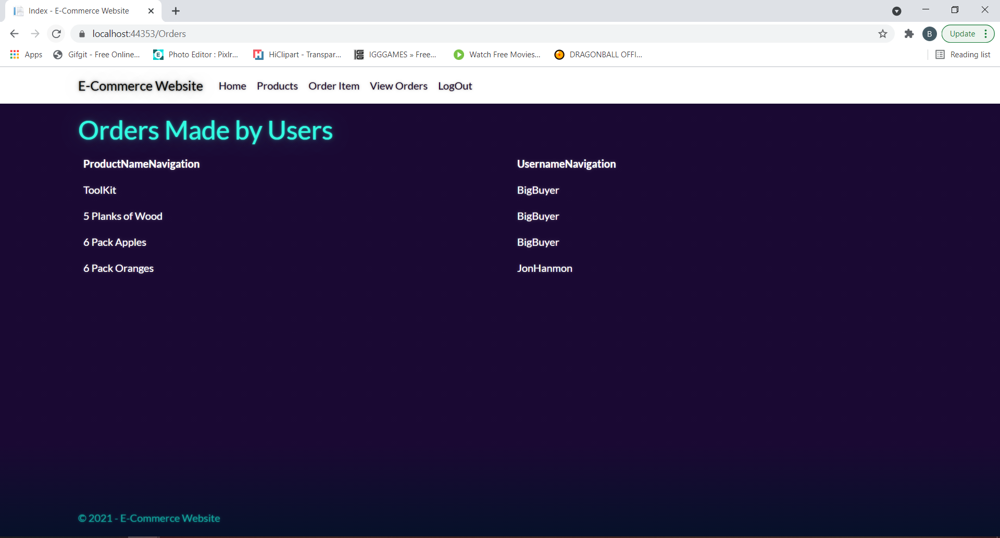 Index - E-Commerce Website
localhost:44353/Orders
B
Update
Apps
Gifgit - Free Online...
Photo Editor : Pixlr...
HiClipart - Transpar...
IGGGAMES » Free...
Watch Free Movies...
DRAGONBALL OFFI...
Reading list
E-Commerce Website Home Products Order Item View Orders LogOut
Orders Made by Users
ProductNameNavigation UsernameNavigation
ToolKit BigBuyer
5 Planks of Wood BigBuyer
6 Pack Apples BigBuyer
6 Pack Oranges JonHanmon
© 2021 - E-Commerce Website